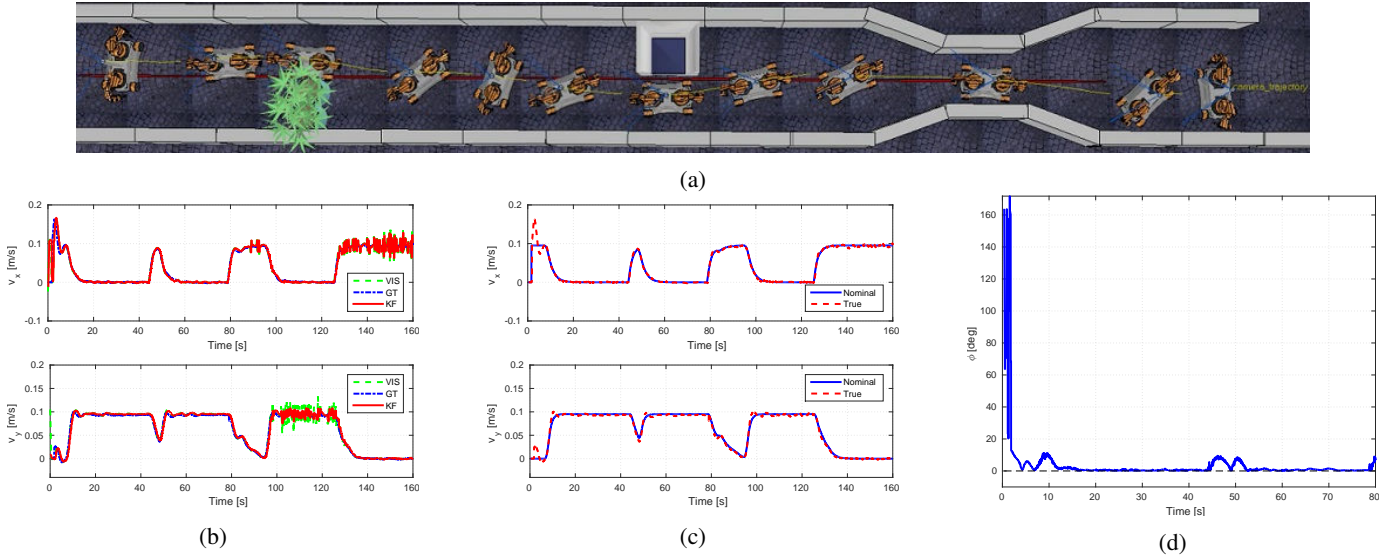 camera_trajectory
(a)
0.2
0.1
0
-0.1
v_x [m/s]
VIS
GT
KF
0 20 40 60 80 100 120 140 160
Time [s]
0.2
0.15
0.1
0.05
0
v_y [m/s]
VIS
GT
KF
0 20 40 60 80 100 120 140 160
Time [s]
(b)
0.2
0.1
0
-0.1
v_x [m/s]
Nominal
True
0 20 40 60 80 100 120 140 160
Time [s]
0.2
0.15
0.1
0.05
0
v_y [m/s]
Nominal
True
0 20 40 60 80 100 120 140 160
Time [s]
(c)
160
140
120
100
80
60
40
20
0
ϕ [deg]
0 10 20 30 40 50 60 70 80
Time [s]
(d)